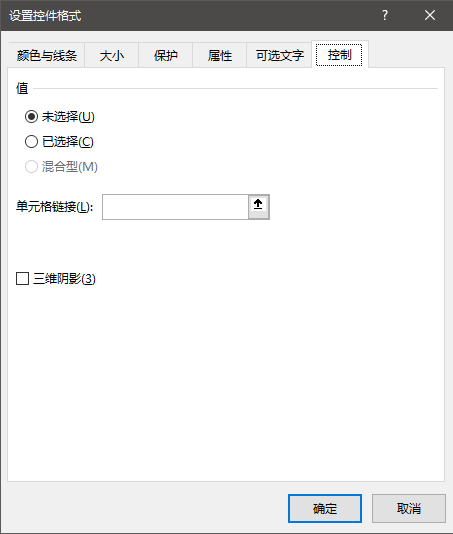 设置控件格式 ?
颜色与线条 大小 保护 属性 可选文字 控制
值
未选择(U)
已选择(C)
混合型(M)
单元格链接(L):
三维阴影(3)
确定 取消